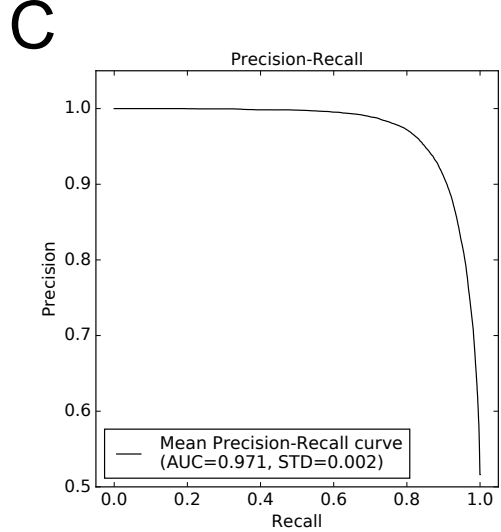 C
Precision-Recall
1.0
0.9
0.8
0.7
0.6
0.5
Precision
Mean Precision-Recall curve
(AUC=0.971, STD=0.002)
0.0 0.2 0.4 0.6 0.8 1.0
Recall